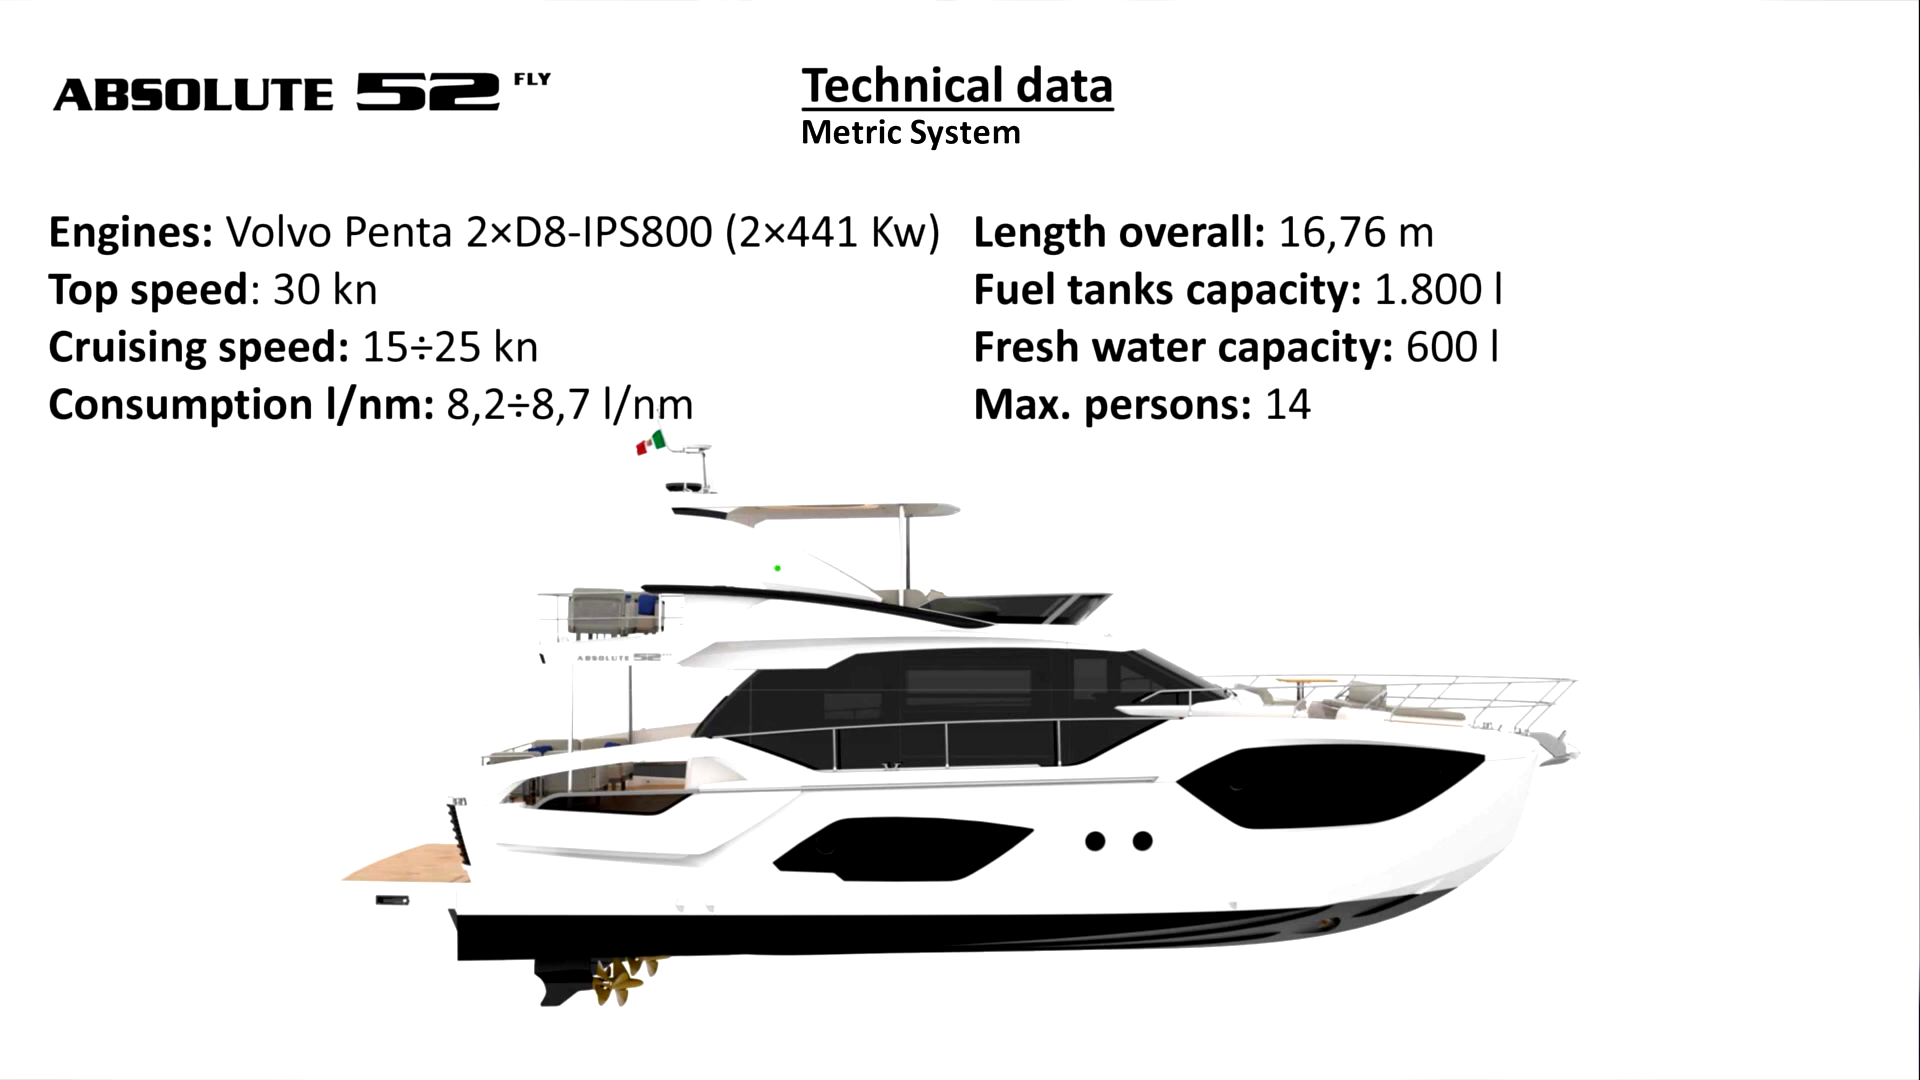 ABSOLUTE 52 FLY
Technical data
Metric System
Engines: Volvo Penta 2×D8-IPS800 (2×441 Kw)
Top speed: 30 kn
Cruising speed: 15÷25 kn
Consumption l/nm: 8,2÷8,7 l/nm
Length overall: 16,76 m
Fuel tanks capacity: 1.800 l
Fresh water capacity: 600 l
Max. persons: 14
ABSOLUTE 52